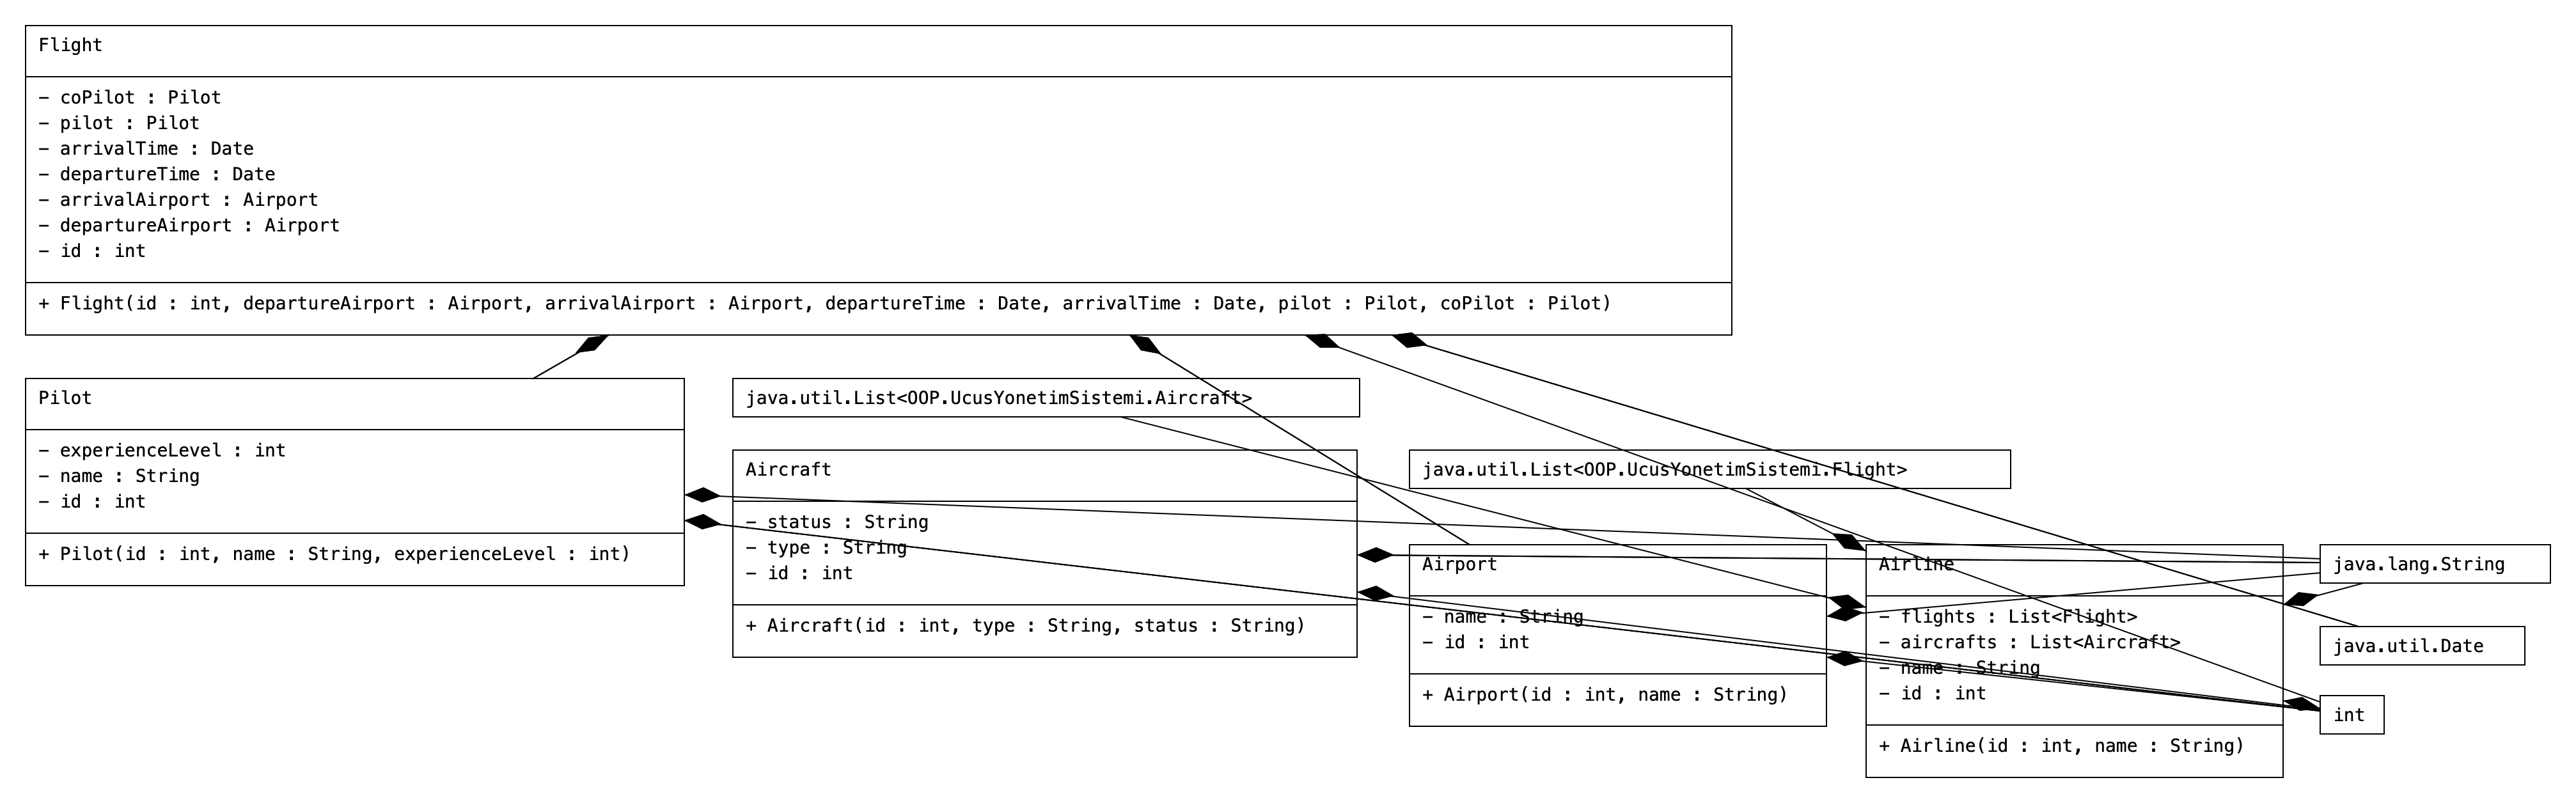 Flight
− coPilot : Pilot
− pilot : Pilot
− arrivalTime : Date
− departureTime : Date
− arrivalAirport : Airport
− departureAirport : Airport
− id : int
+ Flight(id : int, departureAirport : Airport, arrivalAirport : Airport, departureTime : Date, arrivalTime : Date, pilot : Pilot, coPilot : Pilot)
Pilot
− experienceLevel : int
− name : String
− id : int
+ Pilot(id : int, name : String, experienceLevel : int)
java.util.List<OOP.UcusYonetimSistemi.Aircraft>
Aircraft
− status : String
− type : String
− id : int
+ Aircraft(id : int, type : String, status : String)
java.util.List<OOP.UcusYonetimSistemi.Flight>
Airport
− name : String
− id : int
+ Airport(id : int, name : String)
Airline
− flights : List<Flight>
− aircrafts : List<Aircraft>
− name : String
− id : int
+ Airline(id : int, name : String)
java.lang.String
java.util.Date
int